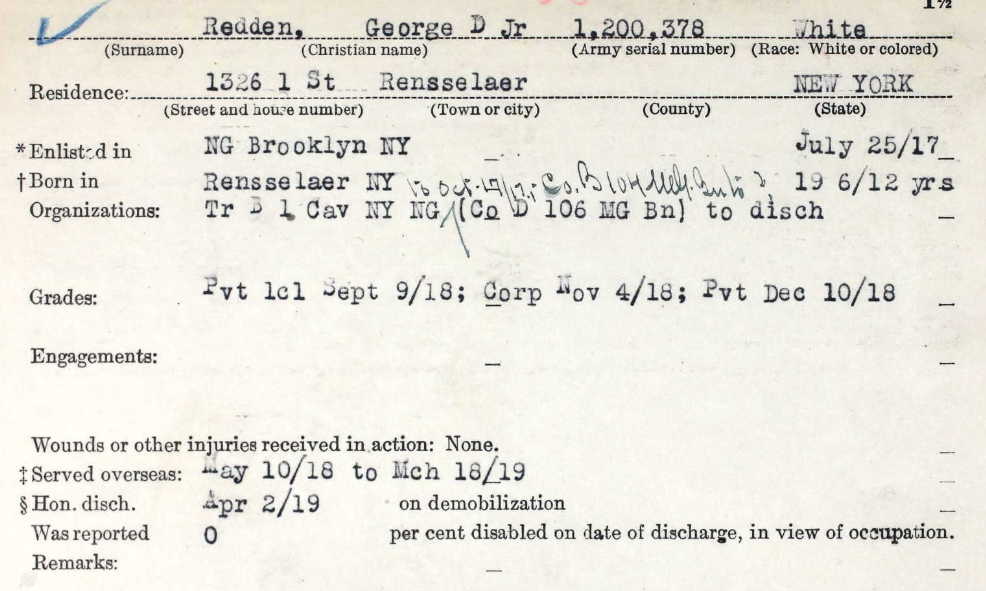 1½
Redden, George D Jr 1,200,378 White
(Surname) (Christian name) (Army serial number) (Race: White or colored)
Residence: 1326 1 St Rensselaer NEW YORK
(Street and house number) (Town or city) (County) (State)
*Enlisted in NG Brooklyn NY – July 25/17–
†Born in Rensselaer NY to Oct. Co. B 19 6/12 yrs
Organizations: Tr B 1 Cav NY NG/(Co D 106 MG Bn) to disch –
Grades: Pvt 1cl Sept 9/18; Corp Nov 4/18; Pvt Dec 10/18 –
Engagements: – –
Wounds or other injuries received in action: None. –
‡Served overseas: May 10/18 to Mch 18/19 –
§Hon. disch. Apr 2/19 on demobilization –
Was reported 0 per cent disabled on date of discharge, in view of occupation.
Remarks: – –